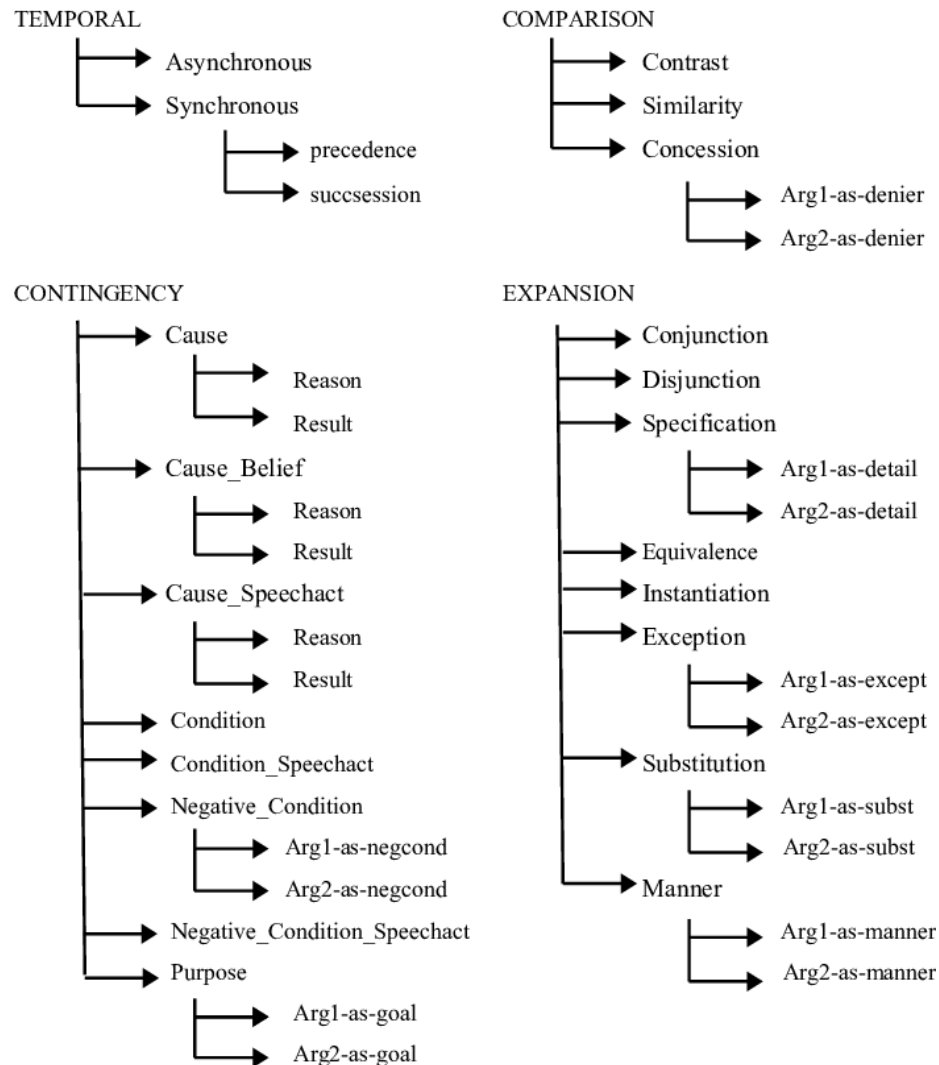 TEMPORAL
Asynchronous
Synchronous
precedence
succsession
COMPARISON
Contrast
Similarity
Concession
Arg1-as-denier
Arg2-as-denier
CONTINGENCY
Cause
Reason
Result
Cause_Belief
Reason
Result
Cause_Speechact
Reason
Result
Condition
Condition_Speechact
Negative_Condition
Arg1-as-negcond
Arg2-as-negcond
Negative_Condition_Speechact
Purpose
Arg1-as-goal
Arg2-as-goal
EXPANSION
Conjunction
Disjunction
Specification
Arg1-as-detail
Arg2-as-detail
Equivalence
Instantiation
Exception
Arg1-as-except
Arg2-as-except
Substitution
Arg1-as-subst
Arg2-as-subst
Manner
Arg1-as-manner
Arg2-as-manner